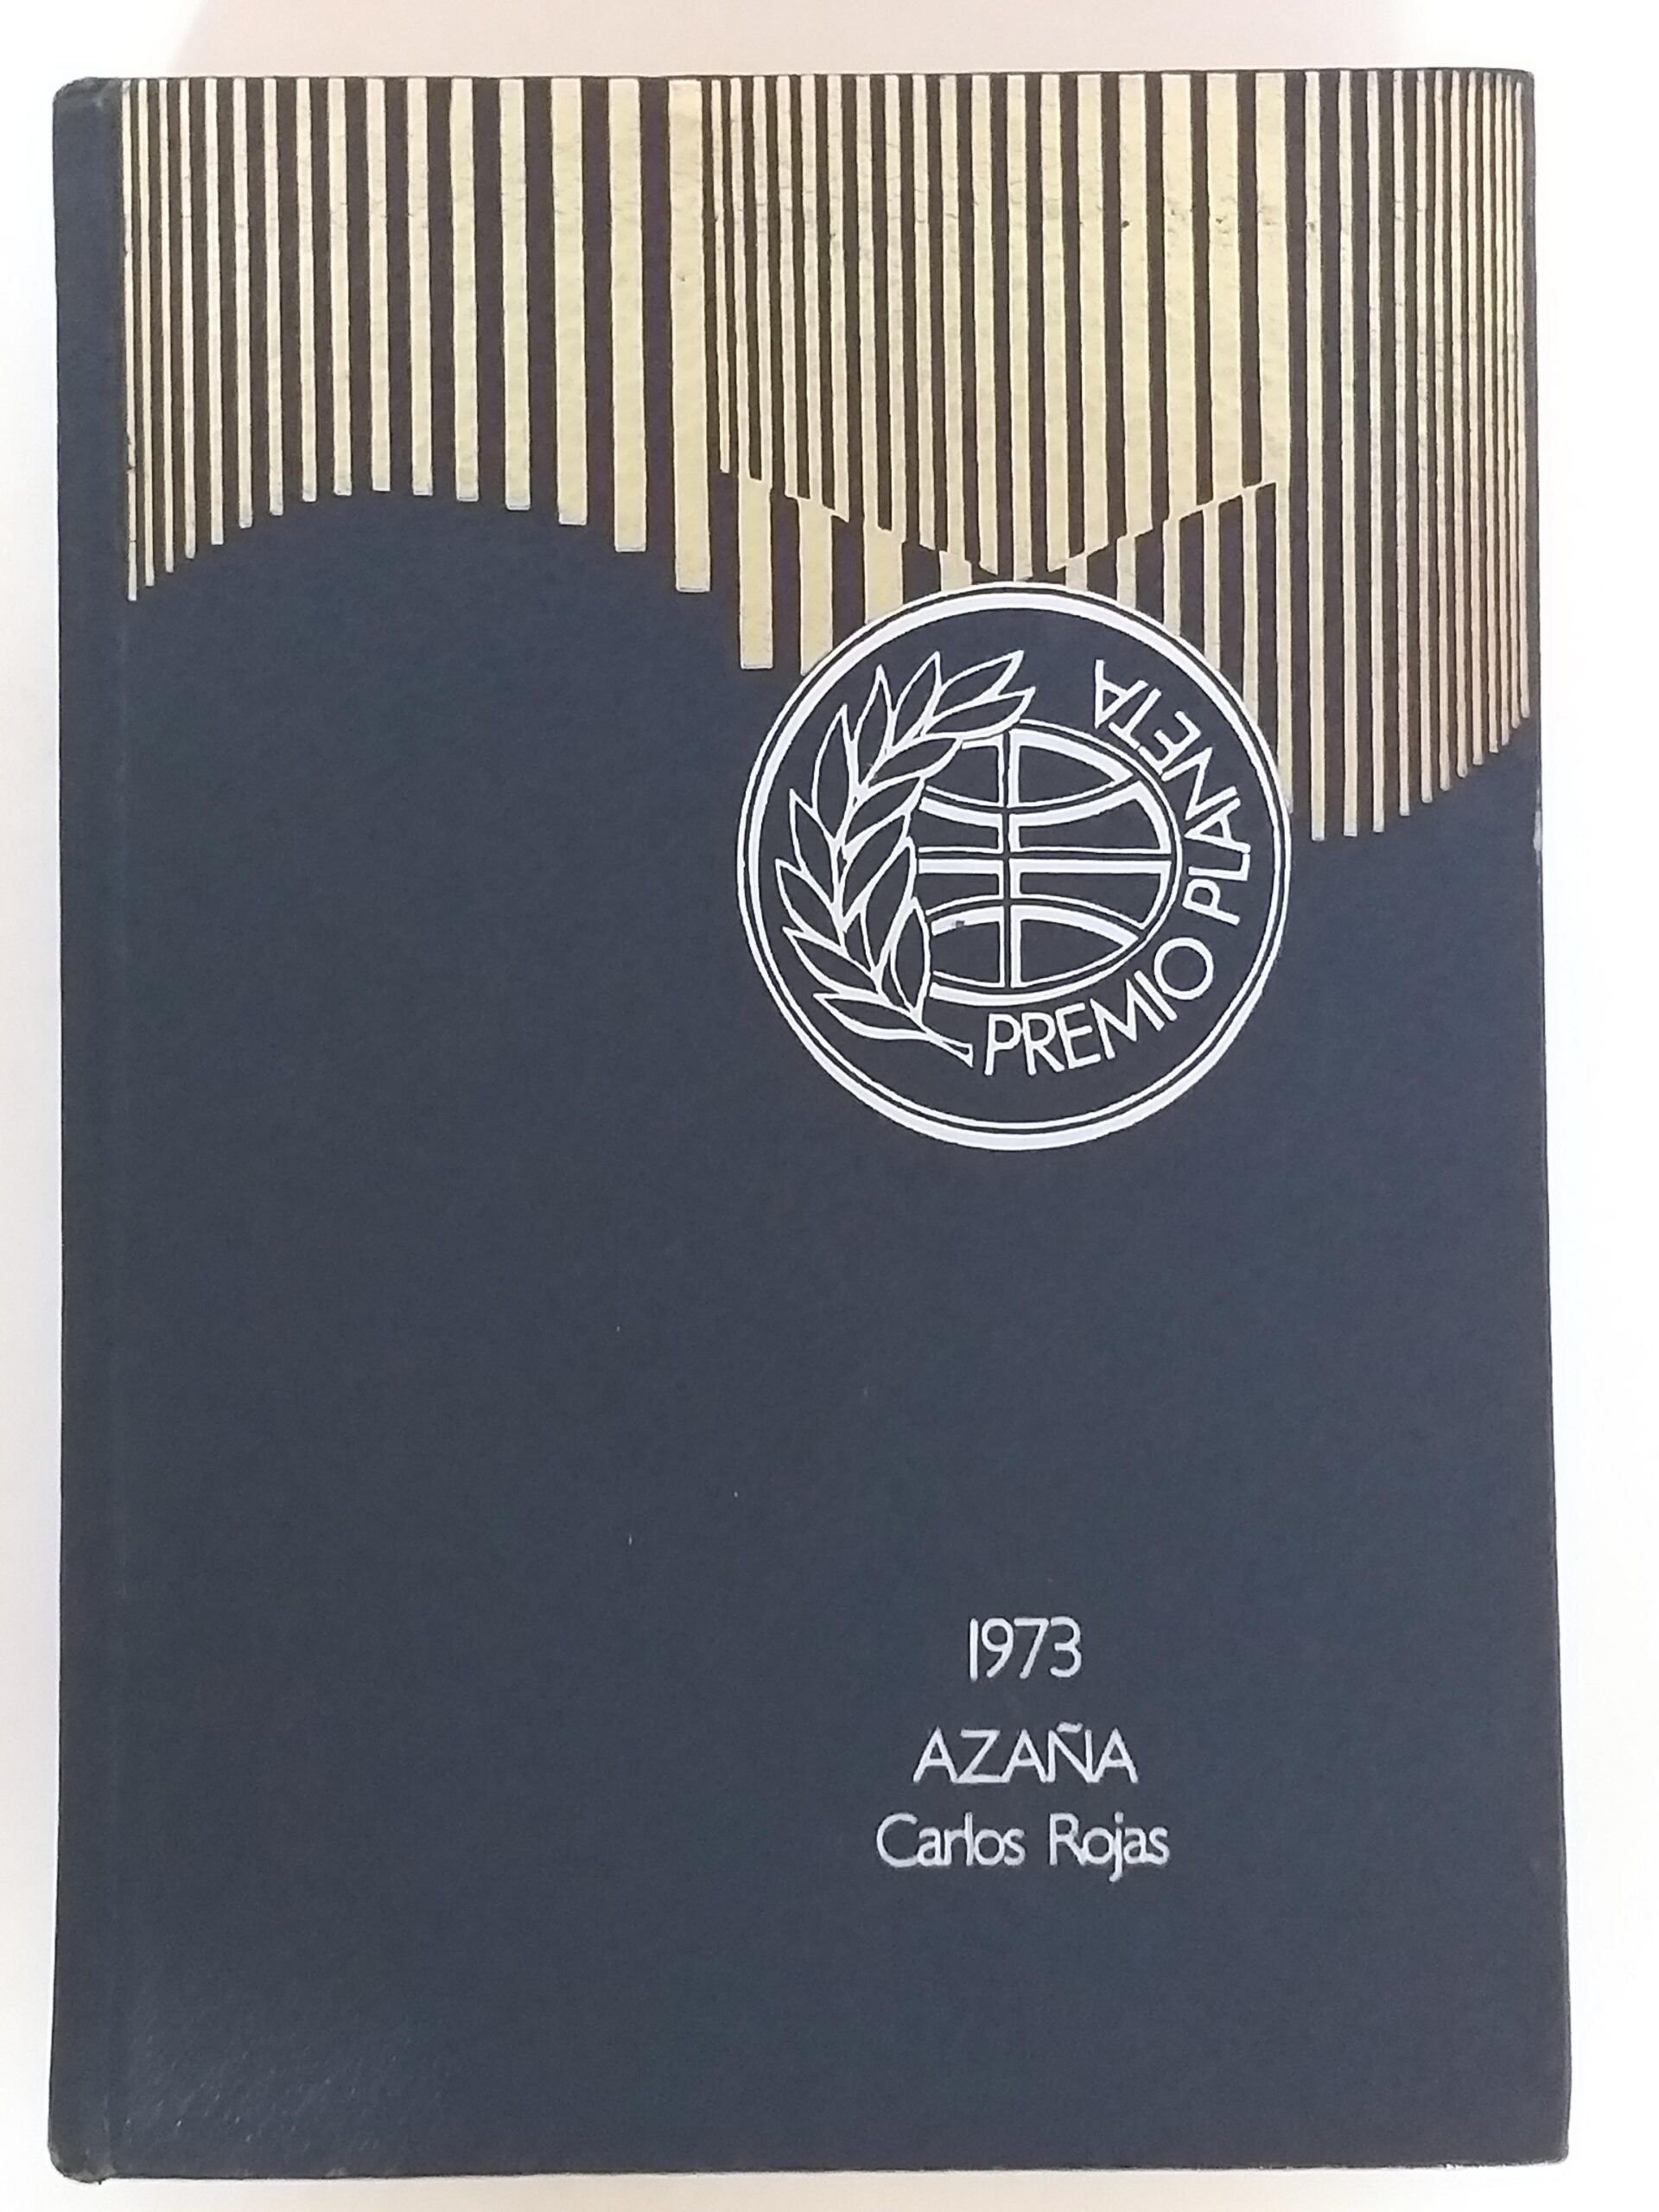 PREMIO PLANETA
1973
AZAÑA
Carlos Rojas